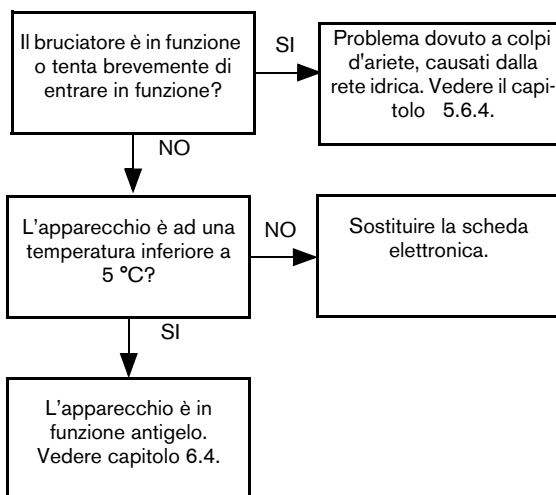 Il bruciatore è in funzione
o tenta brevemente di
entrare in funzione?
SI
Problema dovuto a colpi
d'ariete, causati dalla
rete idrica. Vedere il capi-
tolo 5.6.4.
NO
L'apparecchio è ad una
temperatura inferiore a
5 °C?
NO
Sostituire la scheda
elettronica.
SI
L'apparecchio è in
funzione antigelo.
Vedere capitolo 6.4.